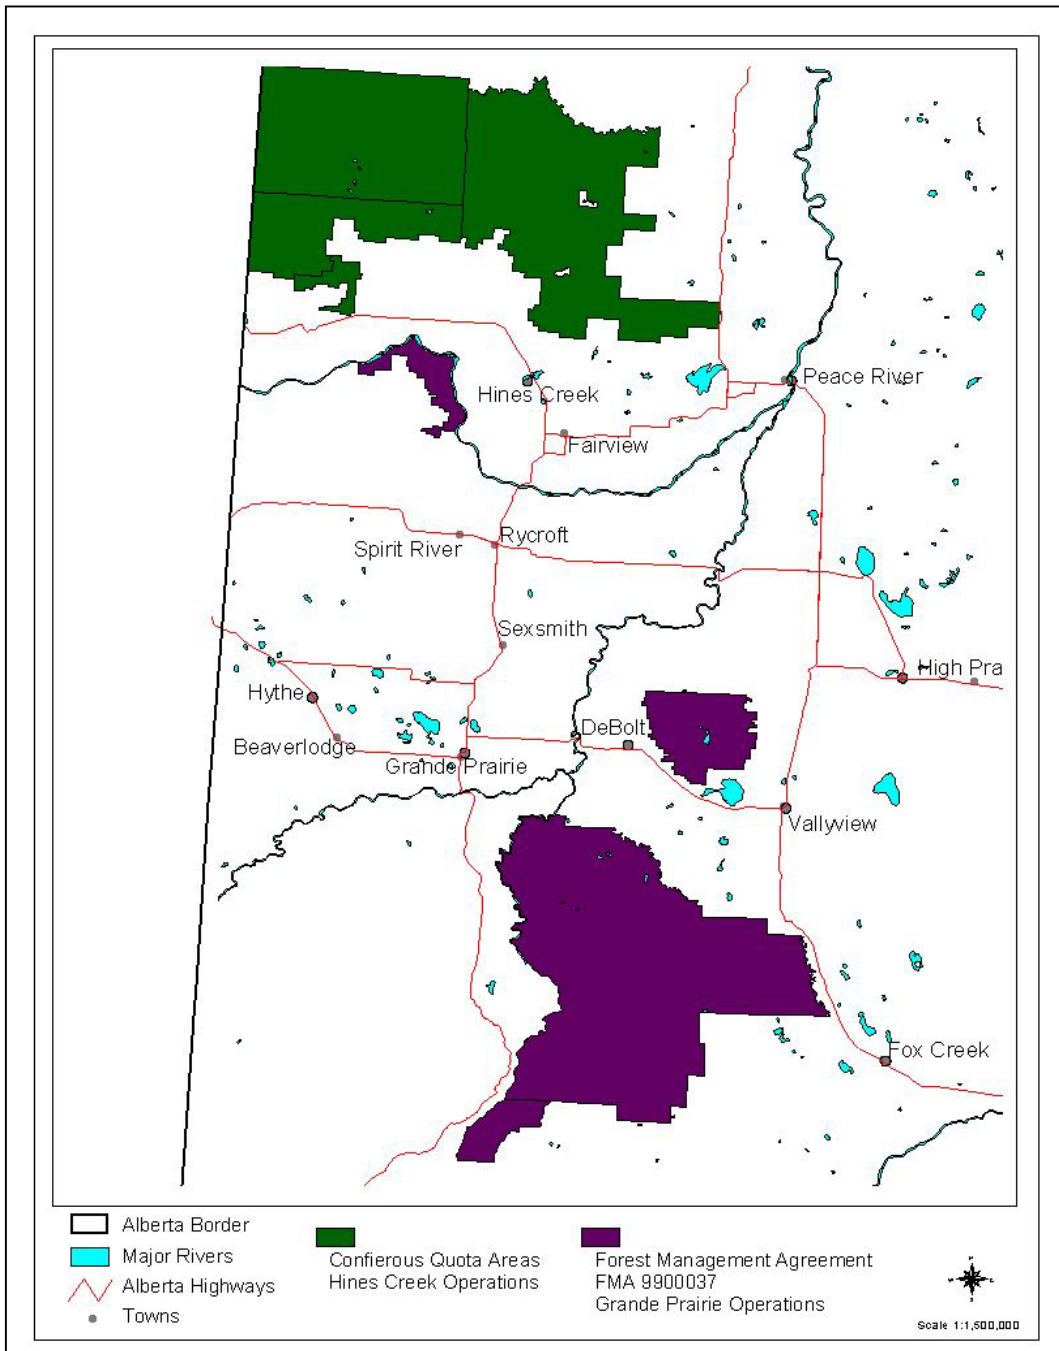 Peace River
Hines Creek
Fairview
Rycroft
Spirit River
Sexsmith
High Pra
Hythe
DeBolt
Beaverlodge
Grande Prairie
Vallyview
Fox Creek
Alberta Border
Major Rivers
Alberta Highways
Towns
Confierous Quota Areas
Hines Creek Operations
Forest Management Agreement
FMA 9900037
Grande Prairie Operations
Scale 1:1,500,000